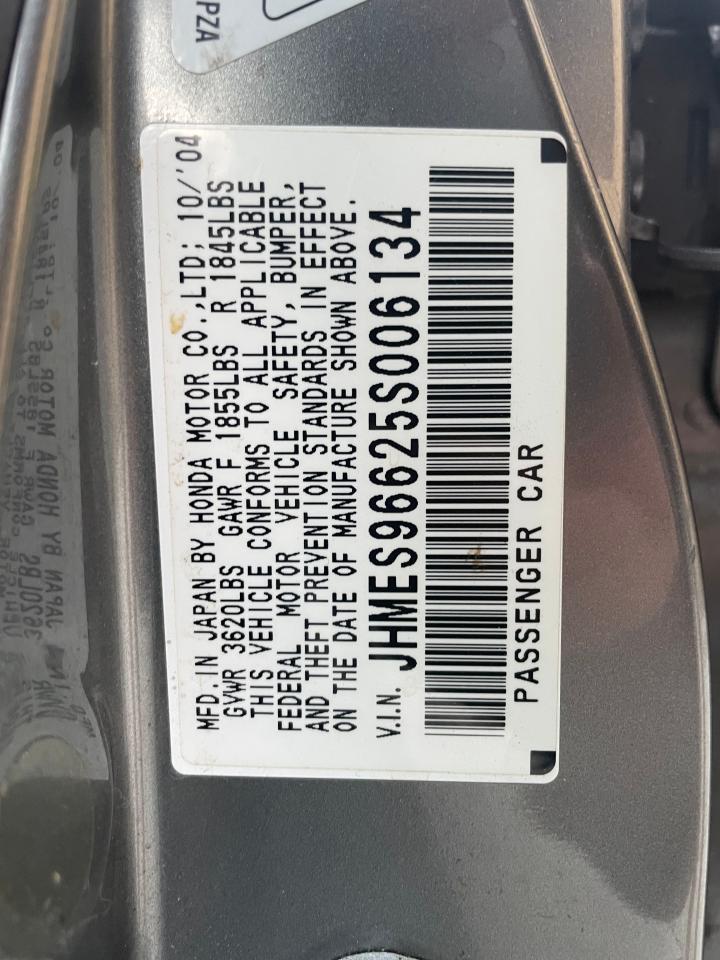 PZA
MFD. IN JAPAN BY HONDA MOTOR CO.,LTD; 10/'04
GVWR 3620LBS GAWR F 1855LBS R 1845LBS
THIS VEHICLE CONFORMS TO ALL APPLICABLE
FEDERAL MOTOR VEHICLE SAFETY, BUMPER,
AND THEFT PREVENTION STANDARDS IN EFFECT
ON THE DATE OF MANUFACTURE SHOWN ABOVE.
V.I.N. JHMES96625S006134
PASSENGER CAR